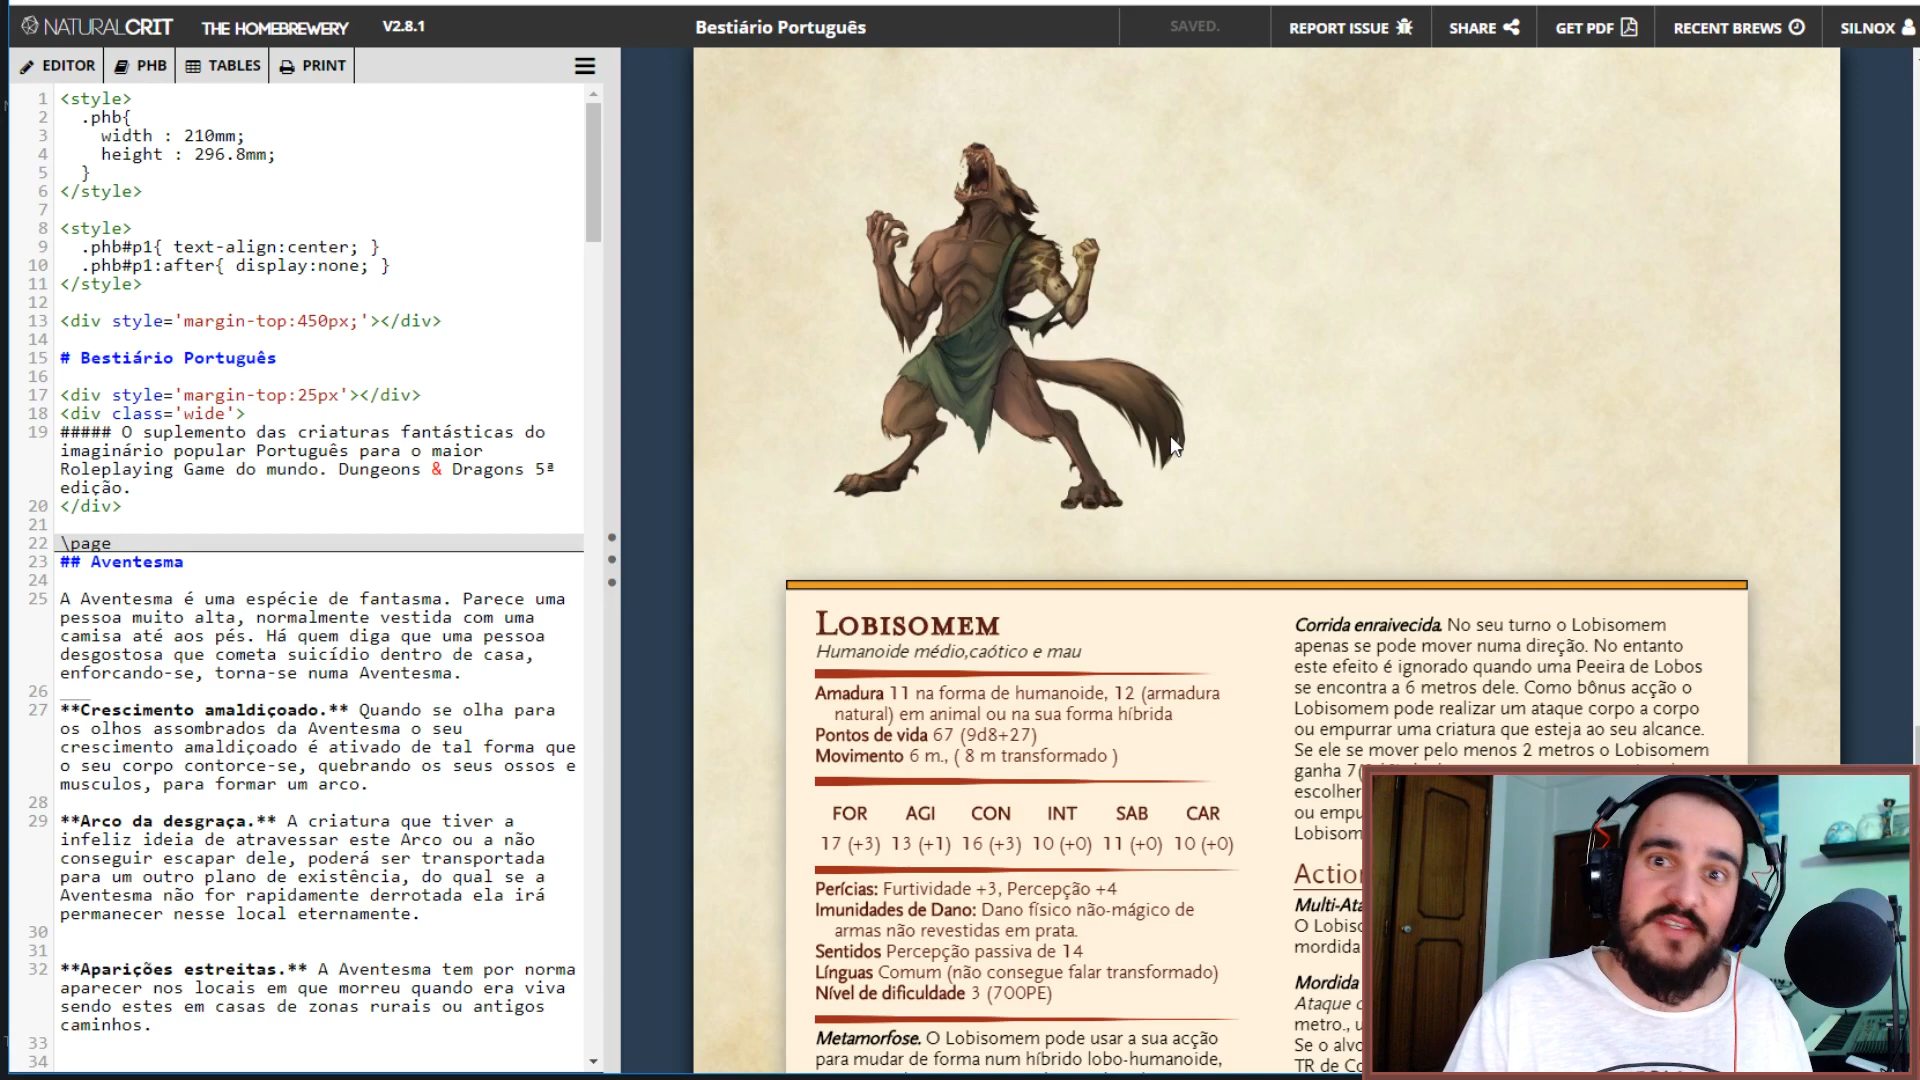 NATURALCRIT
THE HOMEBREWERY
V2.8.1
Bestiário Português
SAVED.
REPORT ISSUE
SHARE
GET PDF
RECENT BREWS
SILNOX
EDITOR
PHB
TABLES
PRINT
1 <style>
2 .phb{
3 width : 210mm;
4 height : 296.8mm;
5 }
6 </style>
7
8 <style>
9 .phb#p1{ text-align:center; }
10 .phb#p1:after{ display:none; }
11 </style>
12
13 <div style='margin-top:450px;'></div>
14
15 # Bestiário Português
16
17 <div style='margin-top:25px'></div>
18 <div class='wide'>
19 ##### O suplemento das criaturas fantásticas do
imaginário popular Português para o maior
Roleplaying Game do mundo. Dungeons & Dragons 5ª
edição.
20 </div>
21
22 \page
23 ## Aventesma
24
25 A Aventesma é uma espécie de fantasma. Parece uma
pessoa muito alta, normalmente vestida com uma
camisa até aos pés. Há quem diga que uma pessoa
desgostosa que cometa suicídio dentro de casa,
enforcando-se, torna-se numa Aventesma.
26 ___
27 **Crescimento amaldiçoado.** Quando se olha para
os olhos assombrados da Aventesma o seu
crescimento amaldiçoado é ativado de tal forma que
o seu corpo contorce-se, quebrando os seus ossos e
musculos, para formar um arco.
28
29 **Arco da desgraça.** A criatura que tiver a
infeliz ideia de atravessar este Arco ou a não
conseguir escapar dele, poderá ser transportada
para um outro plano de existência, do qual se a
Aventesma não for rapidamente derrotada ela irá
permanecer nesse local eternamente.
30
31
32 **Aparições estreitas.** A Aventesma tem por norma
aparecer nos locais em que morreu quando era viva
sendo estes em casas de zonas rurais ou antigos
caminhos.
33
34
LOBISOMEM
Humanoide médio,caótico e mau
Amadura 11 na forma de humanoide, 12 (armadura
natural) em animal ou na sua forma híbrida
Pontos de vida 67 (9d8+27)
Movimento 6 m., ( 8 m transformado )
FOR AGI CON INT SAB CAR
17 (+3) 13 (+1) 16 (+3) 10 (+0) 11 (+0) 10 (+0)
Perícias: Furtividade +3, Percepção +4
Imunidades de Dano: Dano físico não-mágico de
armas não revestidas em prata.
Sentidos Percepção passiva de 14
Línguas Comum (não consegue falar transformado)
Nível de dificuldade 3 (700PE)
Metamorfose. O Lobisomem pode usar a sua acção
para mudar de forma num híbrido lobo-humanoide,
Corrida enraivecida. No seu turno o Lobisomem
apenas se pode mover numa direção. No entanto
este efeito é ignorado quando uma Peeira de Lobos
se encontra a 6 metros dele. Como bônus acção o
Lobisomem pode realizar um ataque corpo a corpo
ou empurrar uma criatura que esteja ao seu alcance.
Se ele se mover pelo menos 2 metros o Lobisomem
ganha 7
escolher
ou empu
Lobisom
Action
Multi-Ata
O Lobiso
mordida
Mordida
Ataque c
metro., u
Se o alvo
TR de Co